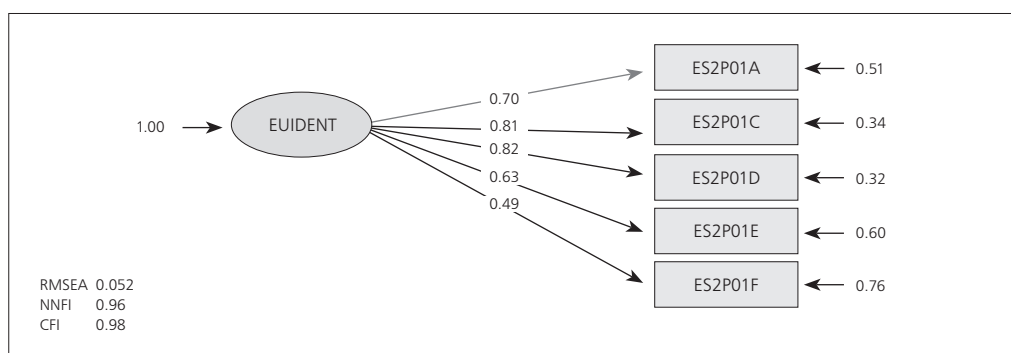 ES2P01A
0.51
0.70
1.00
EUIDENT
0.81
ES2P01C
0.34
0.82
ES2P01D
0.32
0.63
0.49
ES2P01E
0.60
ES2P01F
0.76
RMSEA 0.052
NNFI 0.96
CFI 0.98